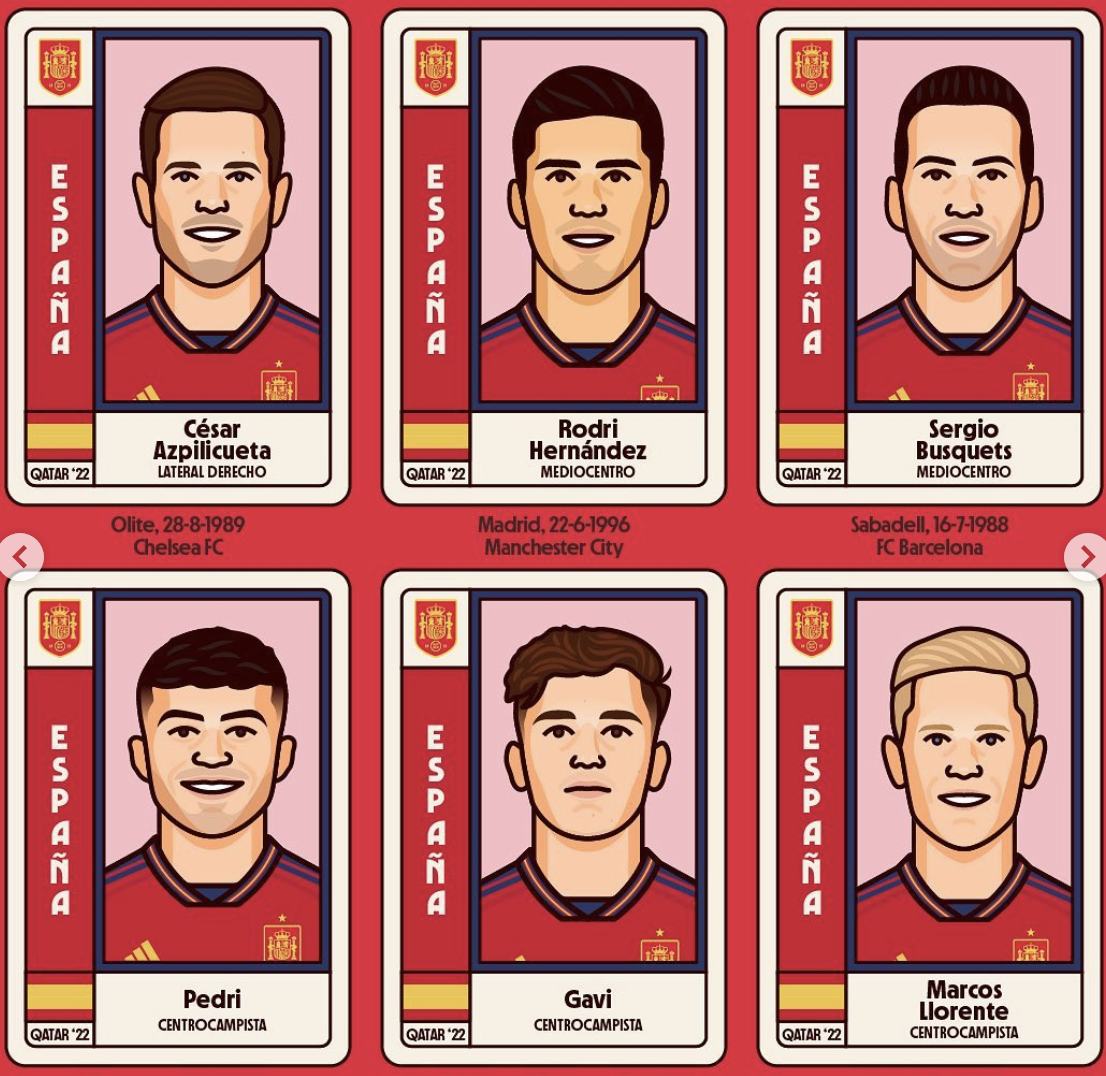 ESPAÑA
César
Azpilicueta
LATERAL DERECHO
QATAR ‘22
Olite, 28-8-1989
Chelsea FC
ESPAÑA
Rodri
Hernández
MEDIOCENTRO
QATAR ‘22
Madrid, 22-6-1996
Manchester City
ESPAÑA
Sergio
Busquets
MEDIOCENTRO
QATAR ‘22
Sabadell, 16-7-1988
FC Barcelona
ESPAÑA
Pedri
CENTROCAMPISTA
QATAR ‘22
ESPAÑA
Gavi
CENTROCAMPISTA
QATAR ‘22
ESPAÑA
Marcos
Llorente
CENTROCAMPISTA
QATAR ‘22